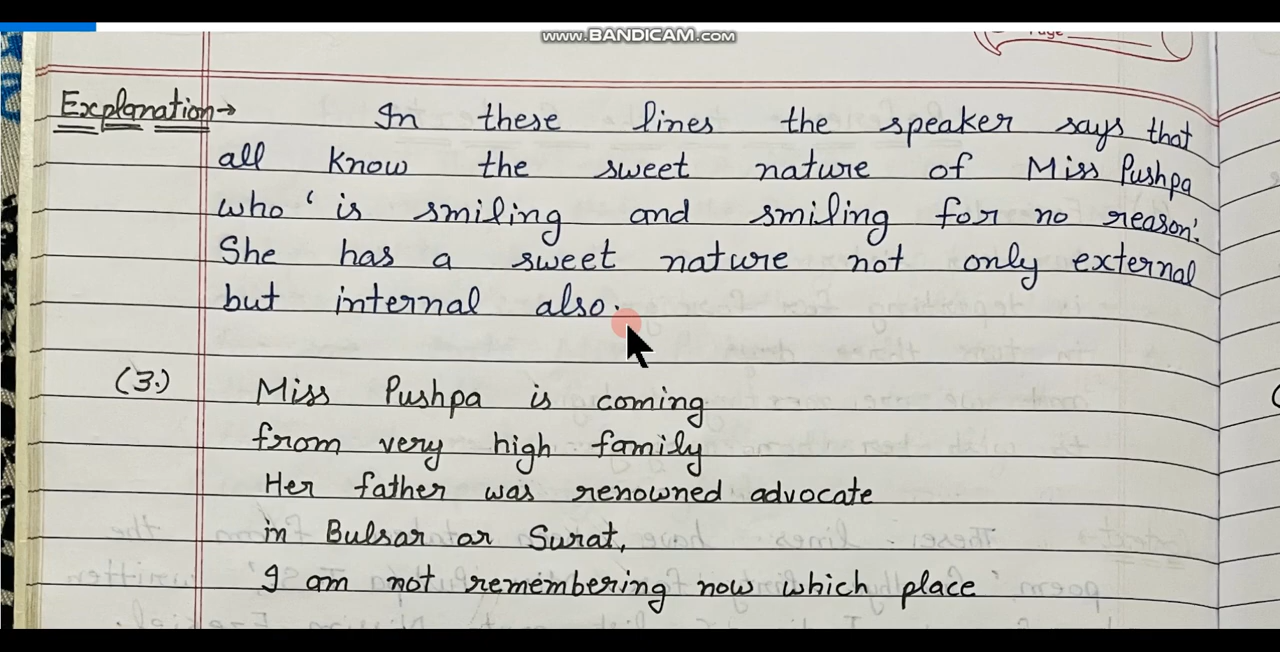 www.BANDICAM.com
Page
Explanation→ In these lines the speaker says that
all know the sweet nature of Miss Pushpa
who ‘is smiling and smiling for no reason’.
She has a sweet nature not only external
but internal also.
(3.) Miss Pushpa is coming
from very high family
Her father was renowned advocate
in Bulsar or Surat,
I am not remembering now which place